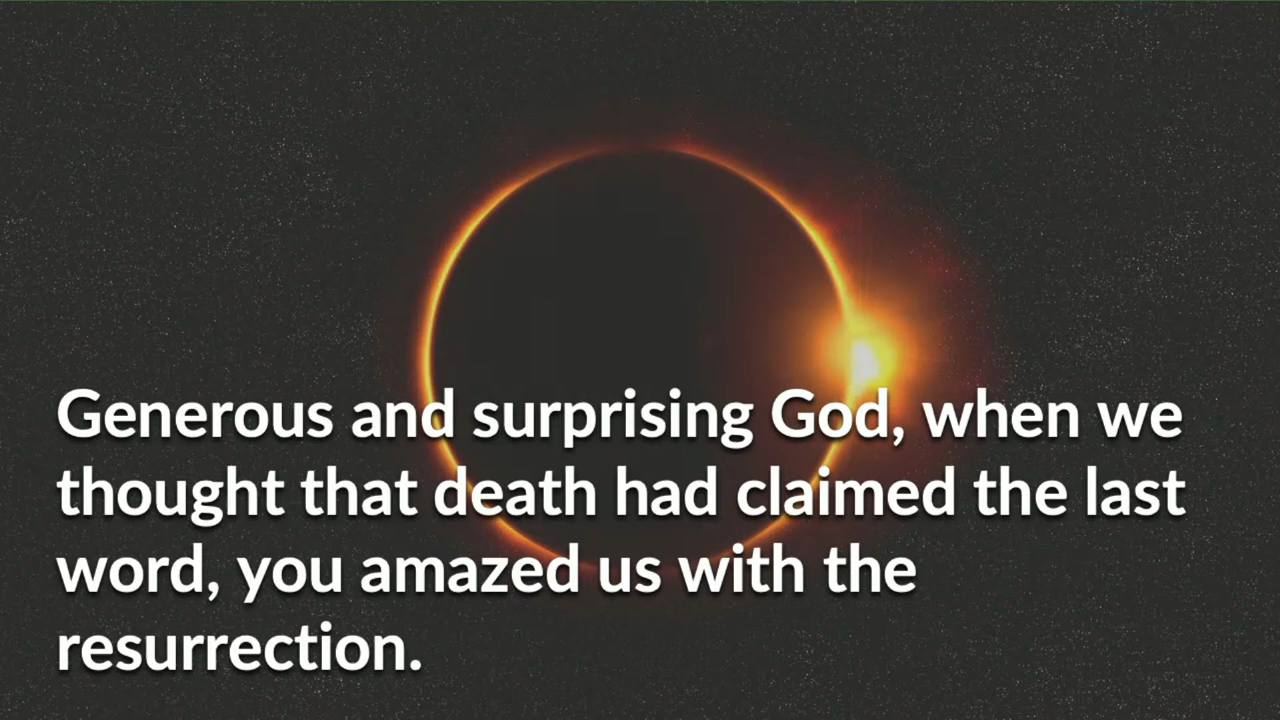 Generous and surprising God, when we
thought that death had claimed the last
word, you amazed us with the
resurrection.